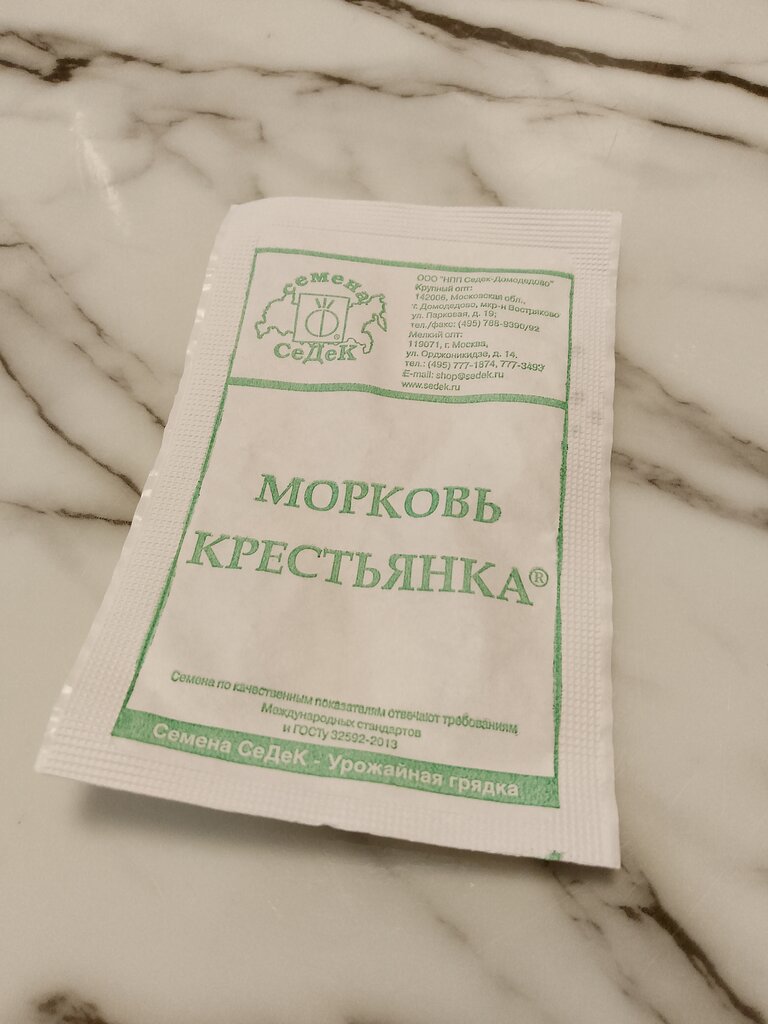 семена
СеДеК
ООО "НПП Седек-Домодедово"
Крупный опт:
142006, Московская обл.,
г. Домодедово, мкр-н Востряково
ул. Парковая, д. 19;
тел./факс: (495) 788-9390/92
Мелкий опт:
119071, г. Москва,
ул. Орджоникидзе, д. 14,
тел.: (495) 777-1874, 777-3493
E-mail: shop@sedek.ru
www.sedek.ru
МОРКОВЬ
КРЕСТЬЯНКА®
Семена по качественным показателям отвечают требованиям
Международных стандартов
и ГОСТу 32592-2013
Семена СеДеК - Урожайная грядка